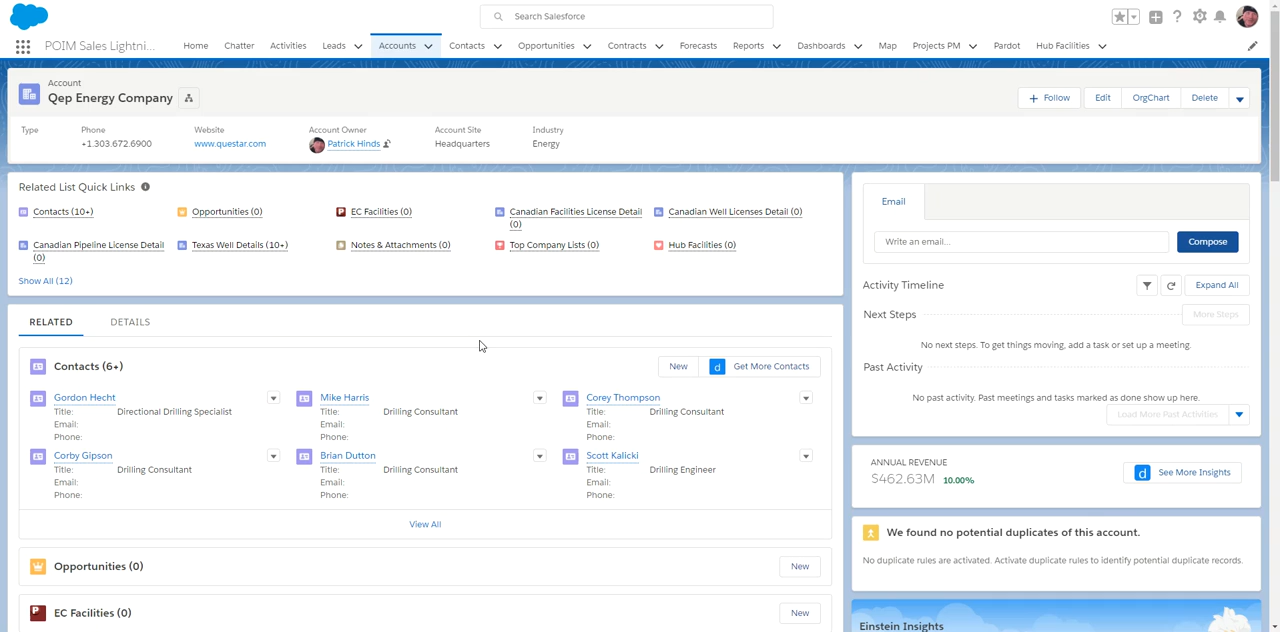 Search Salesforce
POIM Sales Lightni...
Home
Chatter
Activities
Leads
Accounts
Contacts
Opportunities
Contracts
Forecasts
Reports
Dashboards
Map
Projects PM
Pardot
Hub Facilities
Account
Qep Energy Company
+ Follow
Edit
OrgChart
Delete
Type
Phone
+1.303.672.6900
Website
www.questar.com
Account Owner
Patrick Hinds
Account Site
Headquarters
Industry
Energy
Related List Quick Links
Contacts (10+)
Opportunities (0)
EC Facilities (0)
Canadian Facilities License Detail
(0)
Canadian Well Licenses Detail (0)
Canadian Pipeline License Detail
(0)
Texas Well Details (10+)
Notes & Attachments (0)
Top Company Lists (0)
Hub Facilities (0)
Show All (12)
RELATED
DETAILS
Contacts (6+)
New
d Get More Contacts
Gordon Hecht
Title: Directional Drilling Specialist
Email:
Phone:
Mike Harris
Title: Drilling Consultant
Email:
Phone:
Corey Thompson
Title: Drilling Consultant
Email:
Phone:
Corby Gipson
Title: Drilling Consultant
Email:
Phone:
Brian Dutton
Title: Drilling Consultant
Email:
Phone:
Scott Kalicki
Title: Drilling Engineer
Email:
Phone:
View All
Opportunities (0)
New
EC Facilities (0)
New
Email
Write an email...
Compose
Activity Timeline
Expand All
Next Steps
More Steps
No next steps. To get things moving, add a task or set up a meeting.
Past Activity
No past activity. Past meetings and tasks marked as done show up here.
Load More Past Activities
ANNUAL REVENUE
$462.63M 10.00%
d See More Insights
We found no potential duplicates of this account.
No duplicate rules are activated. Activate duplicate rules to identify potential duplicate records.
Einstein Insights